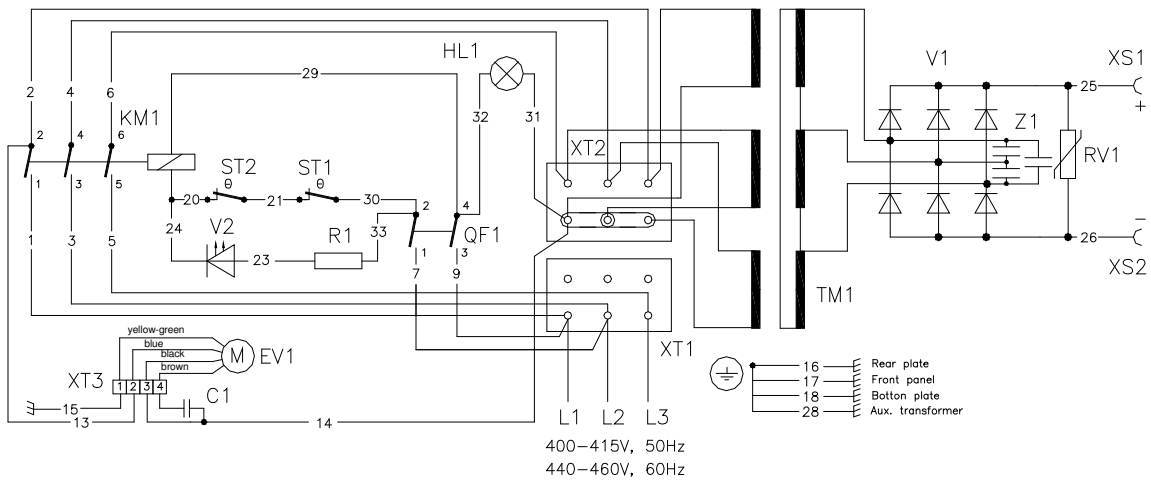 HL1
29
V1
XS1
25
+
2
4
6
KM1
2
4
6
32
31
Z1
RV1
XT2
ST2
ST1
θ
θ
1
3
5
20
21
30
2
4
24
V2
R1
33
QF1
23
1
3
1
3
5
7
9
−
26
XS2
TM1
yellow-green
blue
black
brown
M
EV1
XT1
XT3
1
2
3
4
C1
15
13
14
L1
L2
L3
400−415V, 50Hz
440−460V, 60Hz
16
Rear plate
17
Front panel
18
Botton plate
28
Aux. transformer